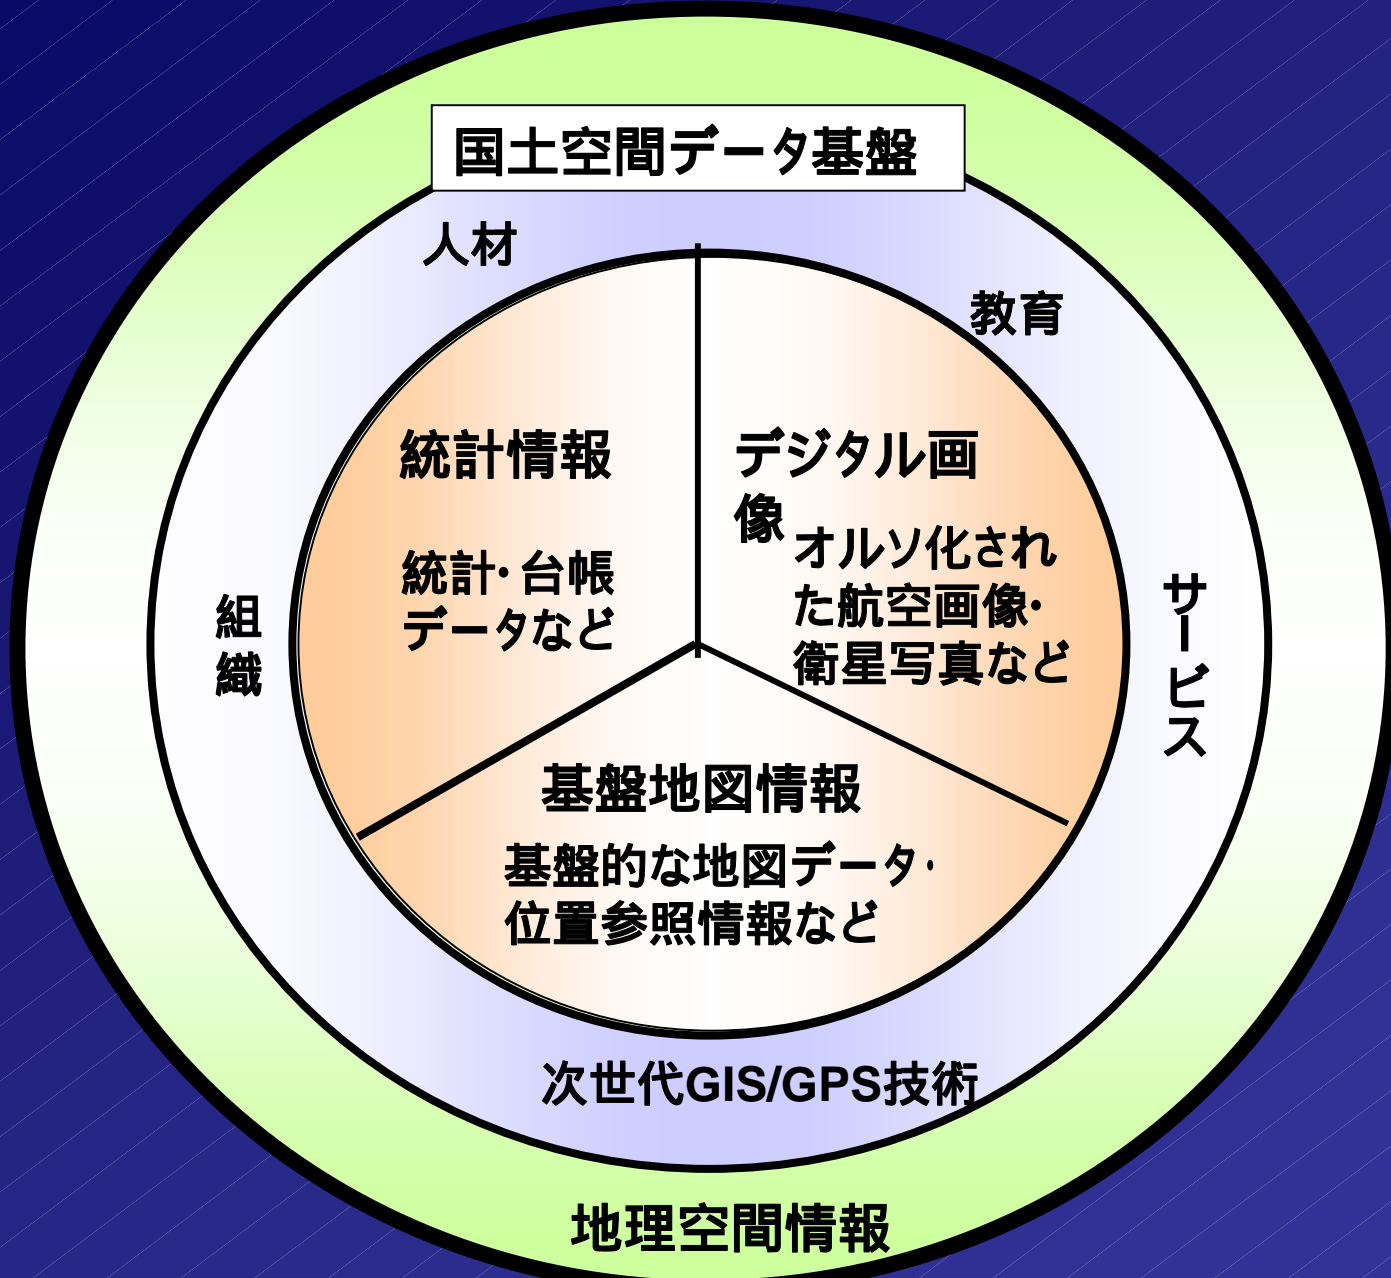 国土空間データ基盤
人材
教育
統計情報
統計・台帳
データなど
デジタル画
像
オルソ化され
た航空画像・
衛星写真など
組織
サービス
基盤地図情報
基盤的な地図データ・
位置参照情報など
次世代GIS/GPS技術
地理空間情報